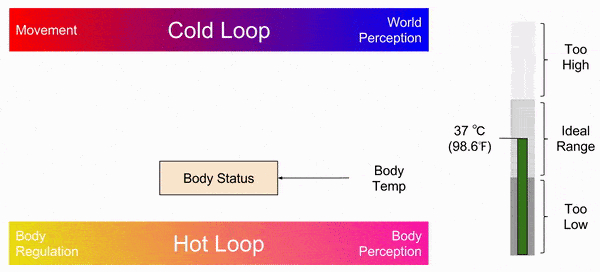 Movement
Cold Loop
World
Perception
Too
High
37 °C
(98.6°F)
Ideal
Range
Body Status
Body
Temp
Too
Low
Body
Regulation
Hot Loop
Body
Perception